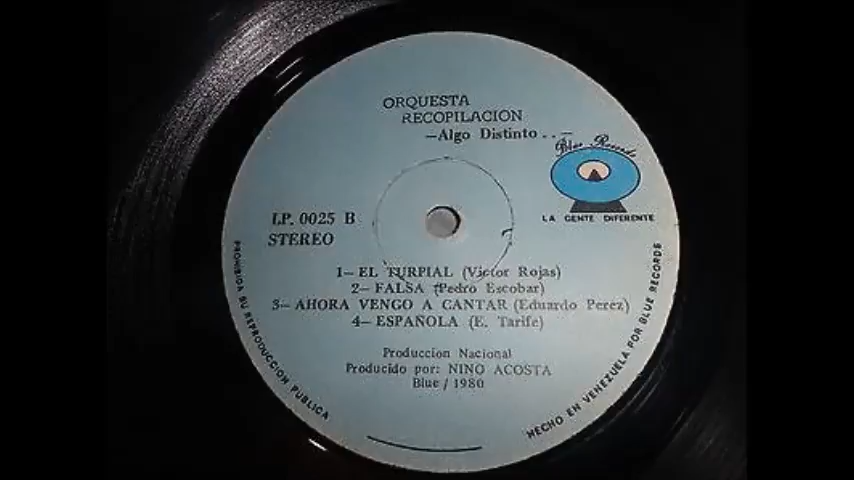 ORQUESTA
RECOPILACION
—Algo Distinto . . —
Blue Records
LA GENTE DIFERENTE
LP. 0025 B
STEREO
1— EL TURPIAL (Victor Rojas)
2— FALSA (Pedro Escobar)
3— AHORA VENGO A CANTAR (Eduardo Perez)
4— ESPAÑOLA (E. Tarife)
Produccion Nacional
Producido por: NINO ACOSTA
Blue / 1980
PROHIBIDA SU REPRODUCCION PUBLICA
HECHO EN VENEZUELA POR BLUE RECORDS